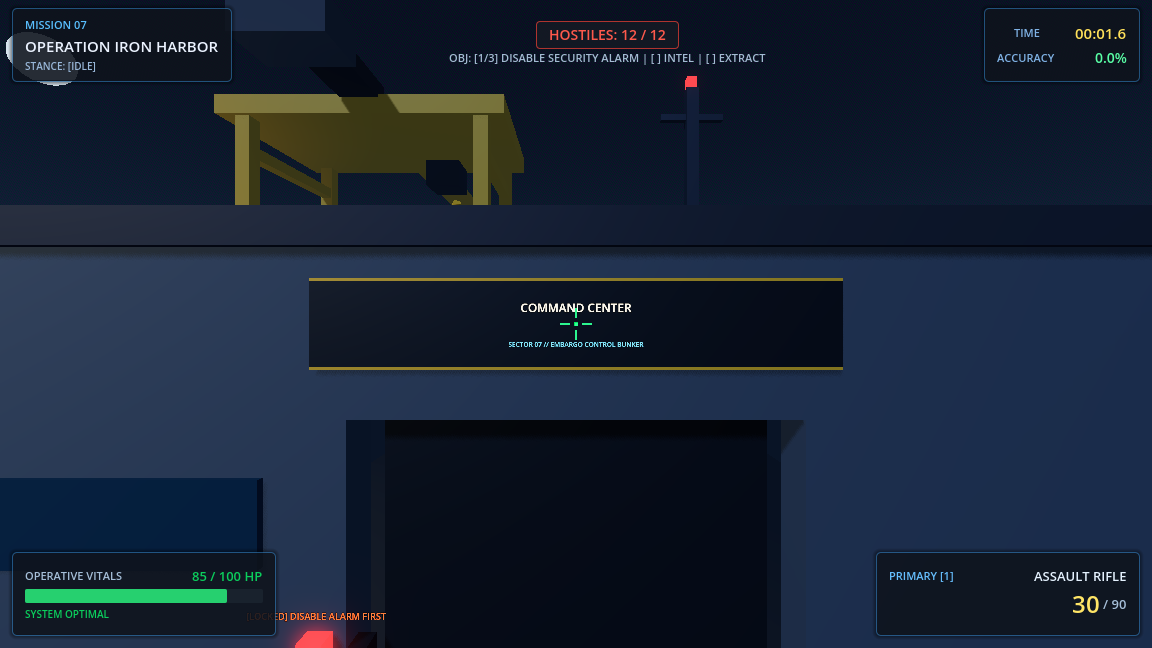 MISSION 07
OPERATION IRON HARBOR
STANCE: [IDLE]
HOSTILES: 12 / 12
OBJ: [1/3] DISABLE SECURITY ALARM | [ ] INTEL | [ ] EXTRACT
TIME 00:01.6
ACCURACY 0.0%
COMMAND CENTER
SECTOR 07 // EMBARGO CONTROL BUNKER
OPERATIVE VITALS 85 / 100 HP
SYSTEM OPTIMAL
[LOCKED] DISABLE ALARM FIRST
PRIMARY [1] ASSAULT RIFLE
30 / 90